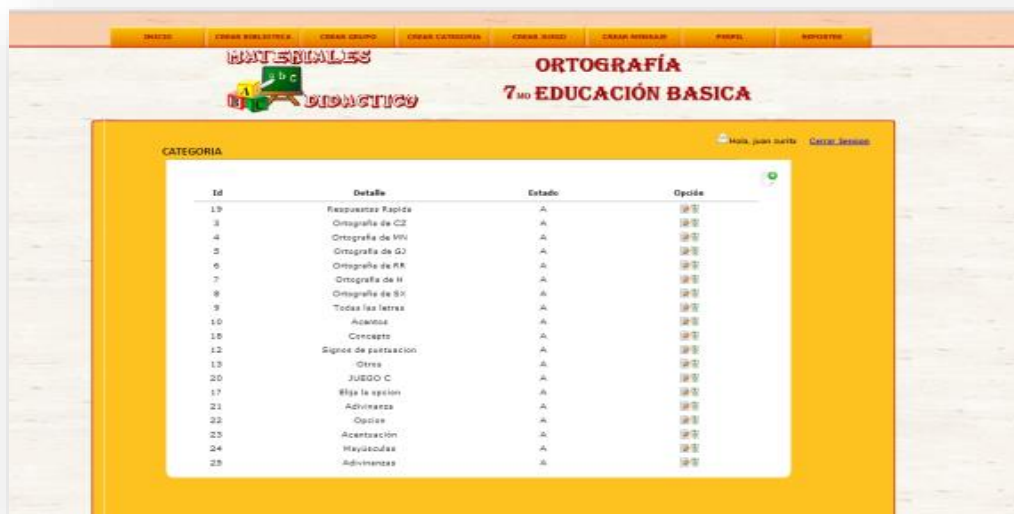 INICIO CREAR BIBLIOTECA CREAR GRUPO CREAR CATEGORIA CREAR JUEGO CREAR MENSAJE PERFIL REPORTES
MATERIALES
abc
A B C
DIDACTICO
ORTOGRAFÍA
7MO EDUCACIÓN BASICA
Hola, juan zurita Cerrar Session
CATEGORIA
Id Detalle Estado Opción
19 Respuestas Rapida A
3 Ortografia de CZ A
4 Ortografia de MN A
5 Ortografia de GJ A
6 Ortografia de RR A
7 Ortografia de H A
8 Ortografia de SX A
9 Todas las letras A
10 Acentos A
18 Concepto A
12 Signos de puntuacion A
13 Otros A
20 JUEGO C A
17 Elija la opcion A
21 Adivinanza A
22 Opcion A
23 Acentuación A
24 Mayúsculas A
25 Adivinanzas A